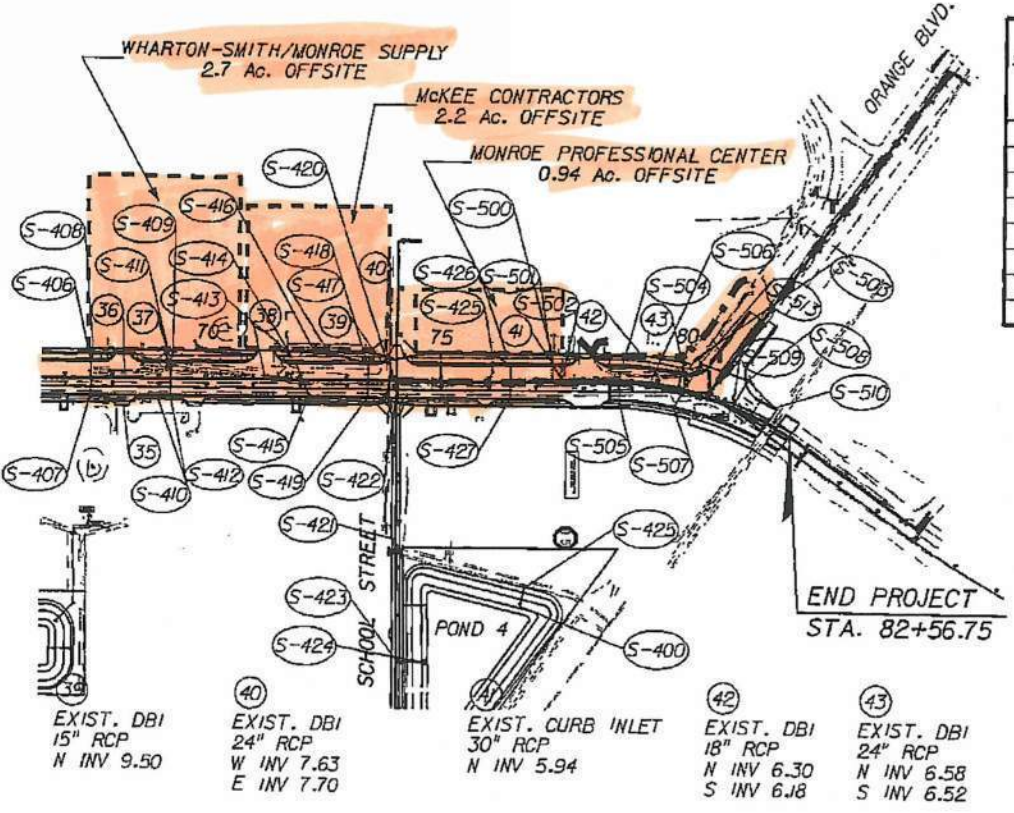 WHARTON-SMITH/MONROE SUPPLY
2.7 Ac. OFFSITE
McKEE CONTRACTORS
2.2 Ac. OFFSITE
MONROE PROFESSIONAL CENTER
0.94 Ac. OFFSITE
ORANGE BLVD.
S-420
S-416
S-409
S-408
S-500
S-418
40
S-506
S-411
S-414
S-426
S-501
S-504
S-503
S-406
S-413
S-417
S-425
S-502
S-513
36
37
70
38
39
75
41
42
43
80
S-508
S-509
S-510
S-407
35
S-412
S-415
S-427
S-505
S-507
S-410
S-419
S-422
S-421
S-425
SCHOOL STREET
S-423
S-424
POND 4
S-400
END PROJECT
STA. 82+56.75
39
EXIST. DBI
15" RCP
N INV 9.50
40
EXIST. DBI
24" RCP
W INV 7.63
E INV 7.70
41
EXIST. CURB INLET
30" RCP
N INV 5.94
42
EXIST. DBI
18" RCP
N INV 6.30
S INV 6.18
43
EXIST. DBI
24" RCP
N INV 6.58
S INV 6.52